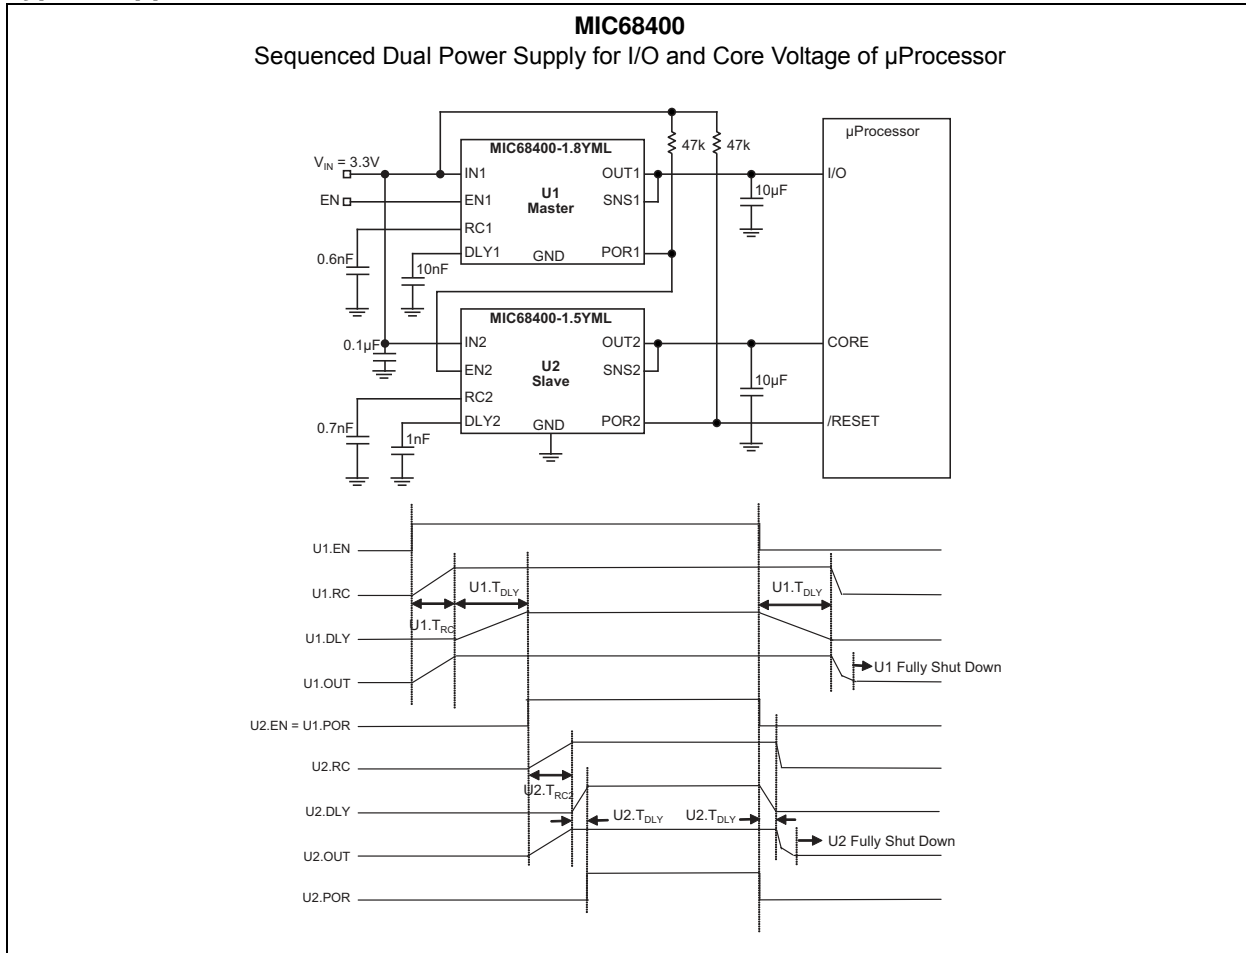 MIC68400
Sequenced Dual Power Supply for I/O and Core Voltage of µProcessor
µProcessor
VIN = 3.3V
MIC68400-1.8YML
47k
47k
IN1
OUT1
I/O
10µF
EN
EN1
U1
Master
SNS1
RC1
0.6nF
DLY1
GND
POR1
10nF
MIC68400-1.5YML
0.1µF
IN2
OUT2
CORE
EN2
U2
Slave
SNS2
10µF
RC2
0.7nF
DLY2
GND
POR2
/RESET
1nF
U1.EN
U1.RC
U1.TDLY
U1.TDLY
U1.TRC
U1.DLY
U1 Fully Shut Down
U1.OUT
U2.EN = U1.POR
U2.RC
U2.TRC2
U2.DLY
U2.TDLY
U2.TDLY
U2 Fully Shut Down
U2.OUT
U2.POR